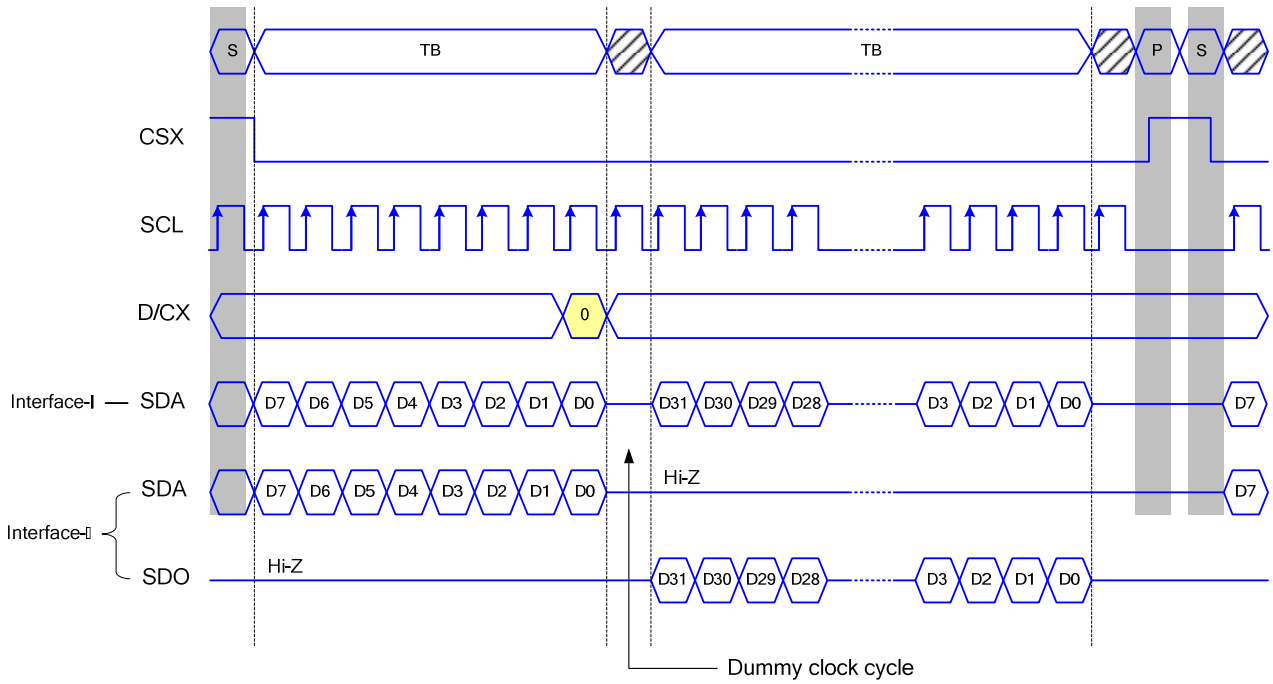 S TB TB P S
CSX
SCL
D/CX 0
Interface-I SDA D7 D6 D5 D4 D3 D2 D1 D0 D31 D30 D29 D28 D3 D2 D1 D0 D7
SDA D7 D6 D5 D4 D3 D2 D1 D0 Hi-Z D7
Interface-▯
SDO Hi-Z D31 D30 D29 D28 D3 D2 D1 D0
Dummy clock cycle